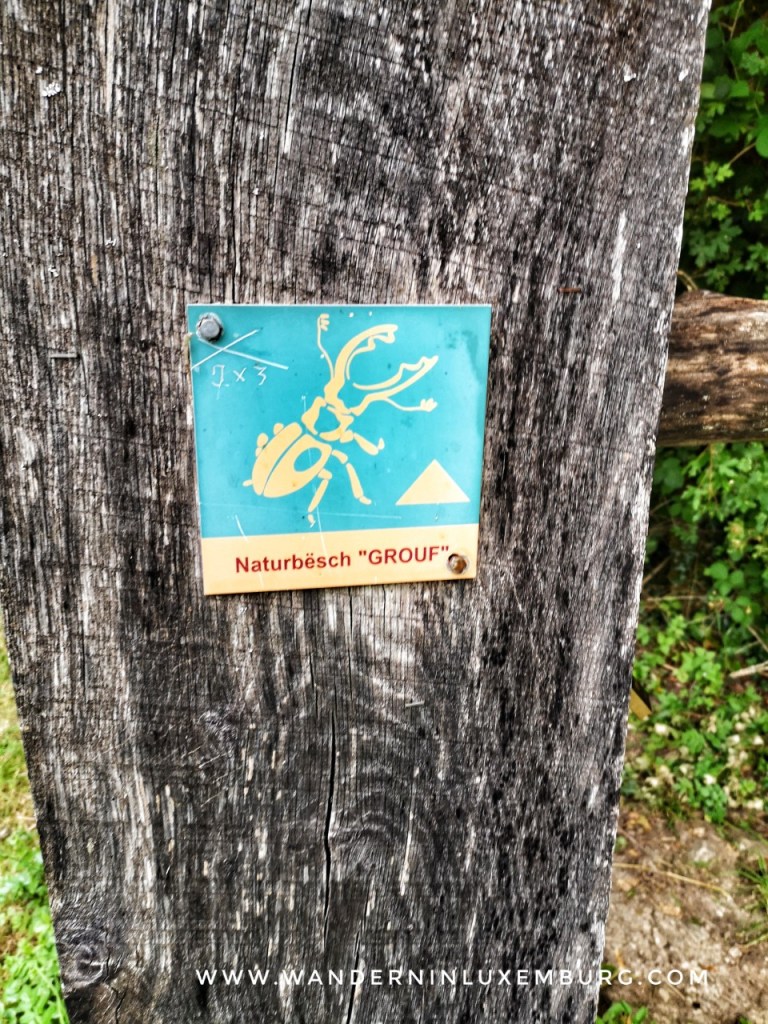 Naturbësch "GROUF"
WWW.WANDERNINLUXEMBURG.COM